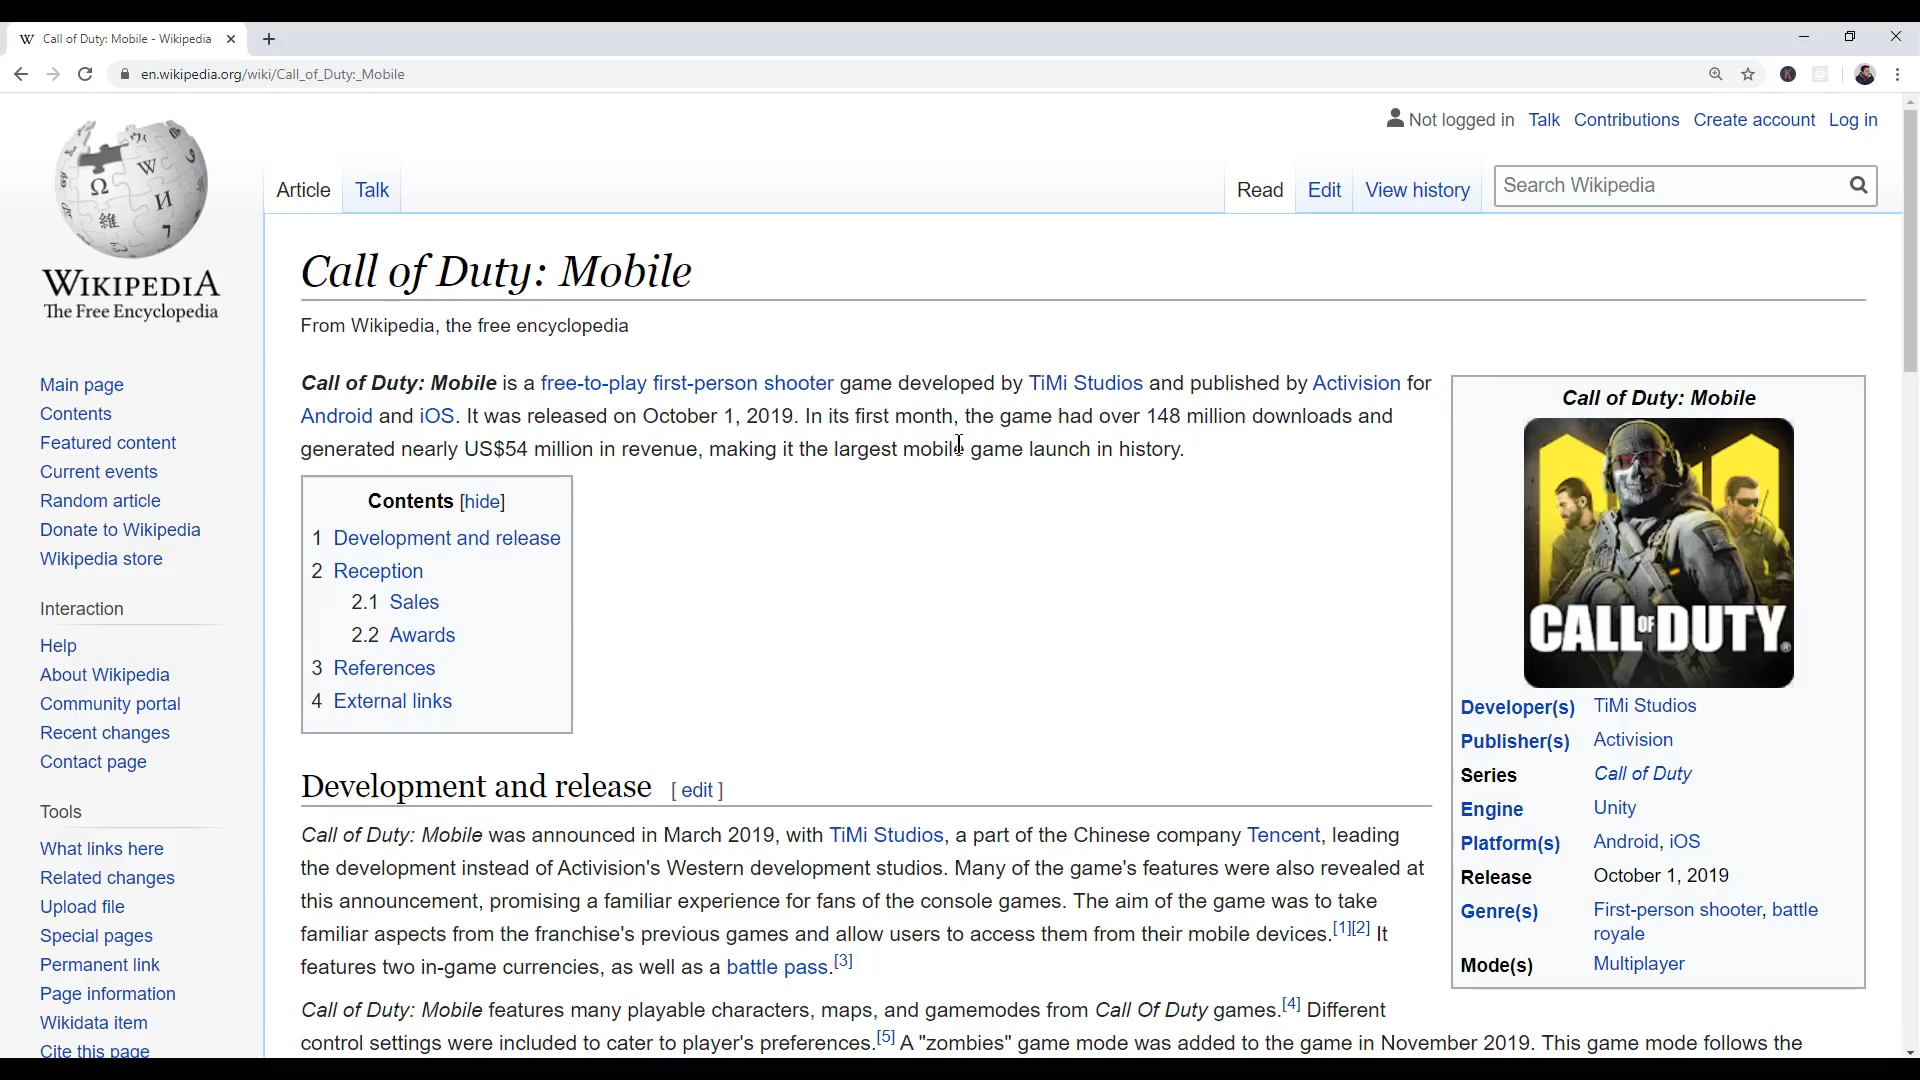 Call of Duty: Mobile - Wikipedia
en.wikipedia.org/wiki/Call_of_Duty:_Mobile
Not logged in Talk Contributions Create account Log in
Article Talk Read Edit View history Search Wikipedia
WIKIPEDIA
The Free Encyclopedia
Main page
Contents
Featured content
Current events
Random article
Donate to Wikipedia
Wikipedia store
Interaction
Help
About Wikipedia
Community portal
Recent changes
Contact page
Tools
What links here
Related changes
Upload file
Special pages
Permanent link
Page information
Wikidata item
Cite this page
Call of Duty: Mobile
From Wikipedia, the free encyclopedia
Call of Duty: Mobile is a free-to-play first-person shooter game developed by TiMi Studios and published by Activision for
Android and iOS. It was released on October 1, 2019. In its first month, the game had over 148 million downloads and
generated nearly US$54 million in revenue, making it the largest mobile game launch in history.
Contents [hide]
1 Development and release
2 Reception
2.1 Sales
2.2 Awards
3 References
4 External links
Development and release [ edit ]
Call of Duty: Mobile was announced in March 2019, with TiMi Studios, a part of the Chinese company Tencent, leading
the development instead of Activision's Western development studios. Many of the game's features were also revealed at
this announcement, promising a familiar experience for fans of the console games. The aim of the game was to take
familiar aspects from the franchise's previous games and allow users to access them from their mobile devices.[1][2] It
features two in-game currencies, as well as a battle pass.[3]
Call of Duty: Mobile features many playable characters, maps, and gamemodes from Call Of Duty games.[4] Different
control settings were included to cater to player's preferences.[5] A "zombies" game mode was added to the game in November 2019. This game mode follows the
Call of Duty: Mobile
CALL OF DUTY®
Developer(s) TiMi Studios
Publisher(s) Activision
Series Call of Duty
Engine Unity
Platform(s) Android, iOS
Release October 1, 2019
Genre(s) First-person shooter, battle
royale
Mode(s) Multiplayer